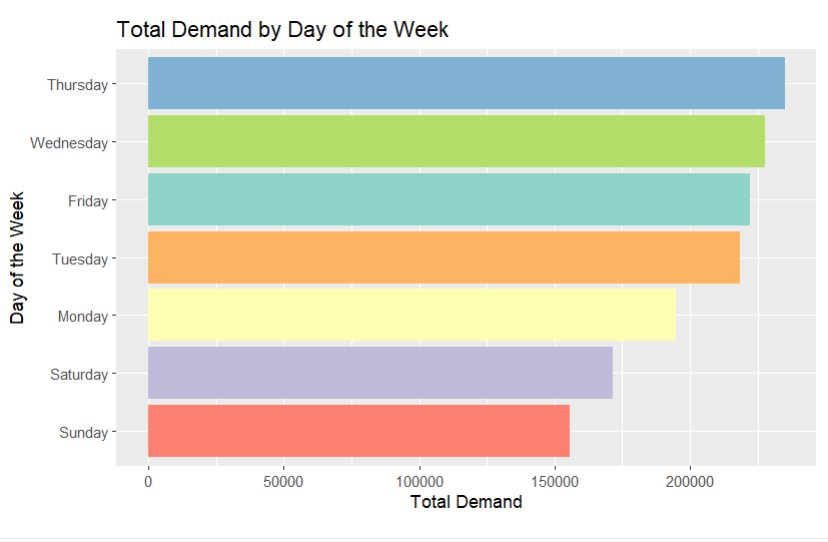 Total Demand by Day of the Week
Day of the Week
Thursday
Wednesday
Friday
Tuesday
Monday
Saturday
Sunday
0 50000 100000 150000 200000
Total Demand